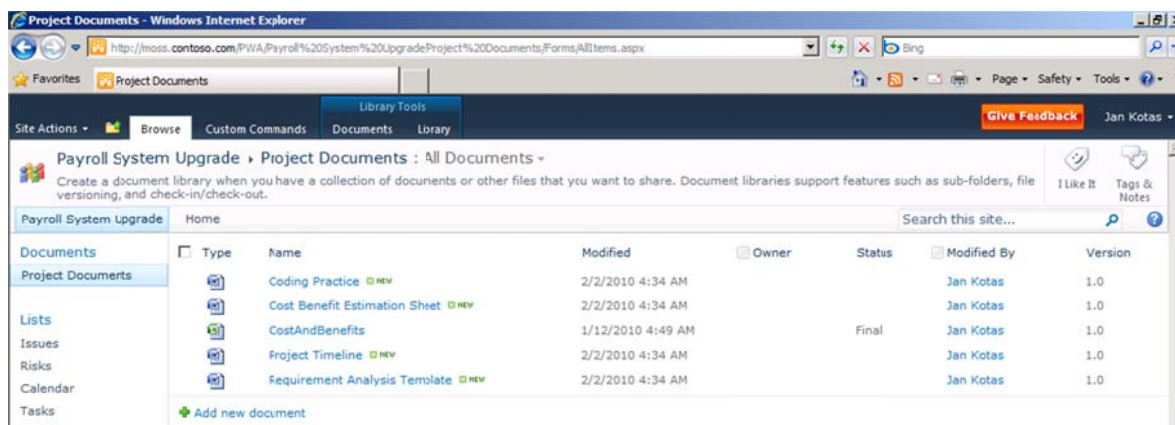 Project Documents - Windows Internet Explorer
http://moss.contoso.com/PWA/Payroll%20System%20UpgradeProject%20Documents/Forms/AllItems.aspx Bing
Favorites Project Documents Page Safety Tools
Library Tools
Site Actions Browse Custom Commands Documents Library Give Feedback Jan Kotas
Payroll System Upgrade Project Documents : All Documents
Create a document library when you have a collection of documents or other files that you want to share. Document libraries support features such as sub-folders, file
versioning, and check-in/check-out.
I Like It Tags &
Notes
Payroll System Upgrade Home Search this site...
Documents Type Name Modified Owner Status Modified By Version
Project Documents Coding Practice NEW 2/2/2010 4:34 AM Jan Kotas 1.0
Cost Benefit Estimation Sheet NEW 2/2/2010 4:34 AM Jan Kotas 1.0
Lists CostAndBenefits 1/12/2010 4:49 AM Final Jan Kotas 1.0
Issues Project Timeline NEW 2/2/2010 4:34 AM Jan Kotas 1.0
Risks
Calendar Requirement Analysis Template NEW 2/2/2010 4:34 AM Jan Kotas 1.0
Tasks Add new document